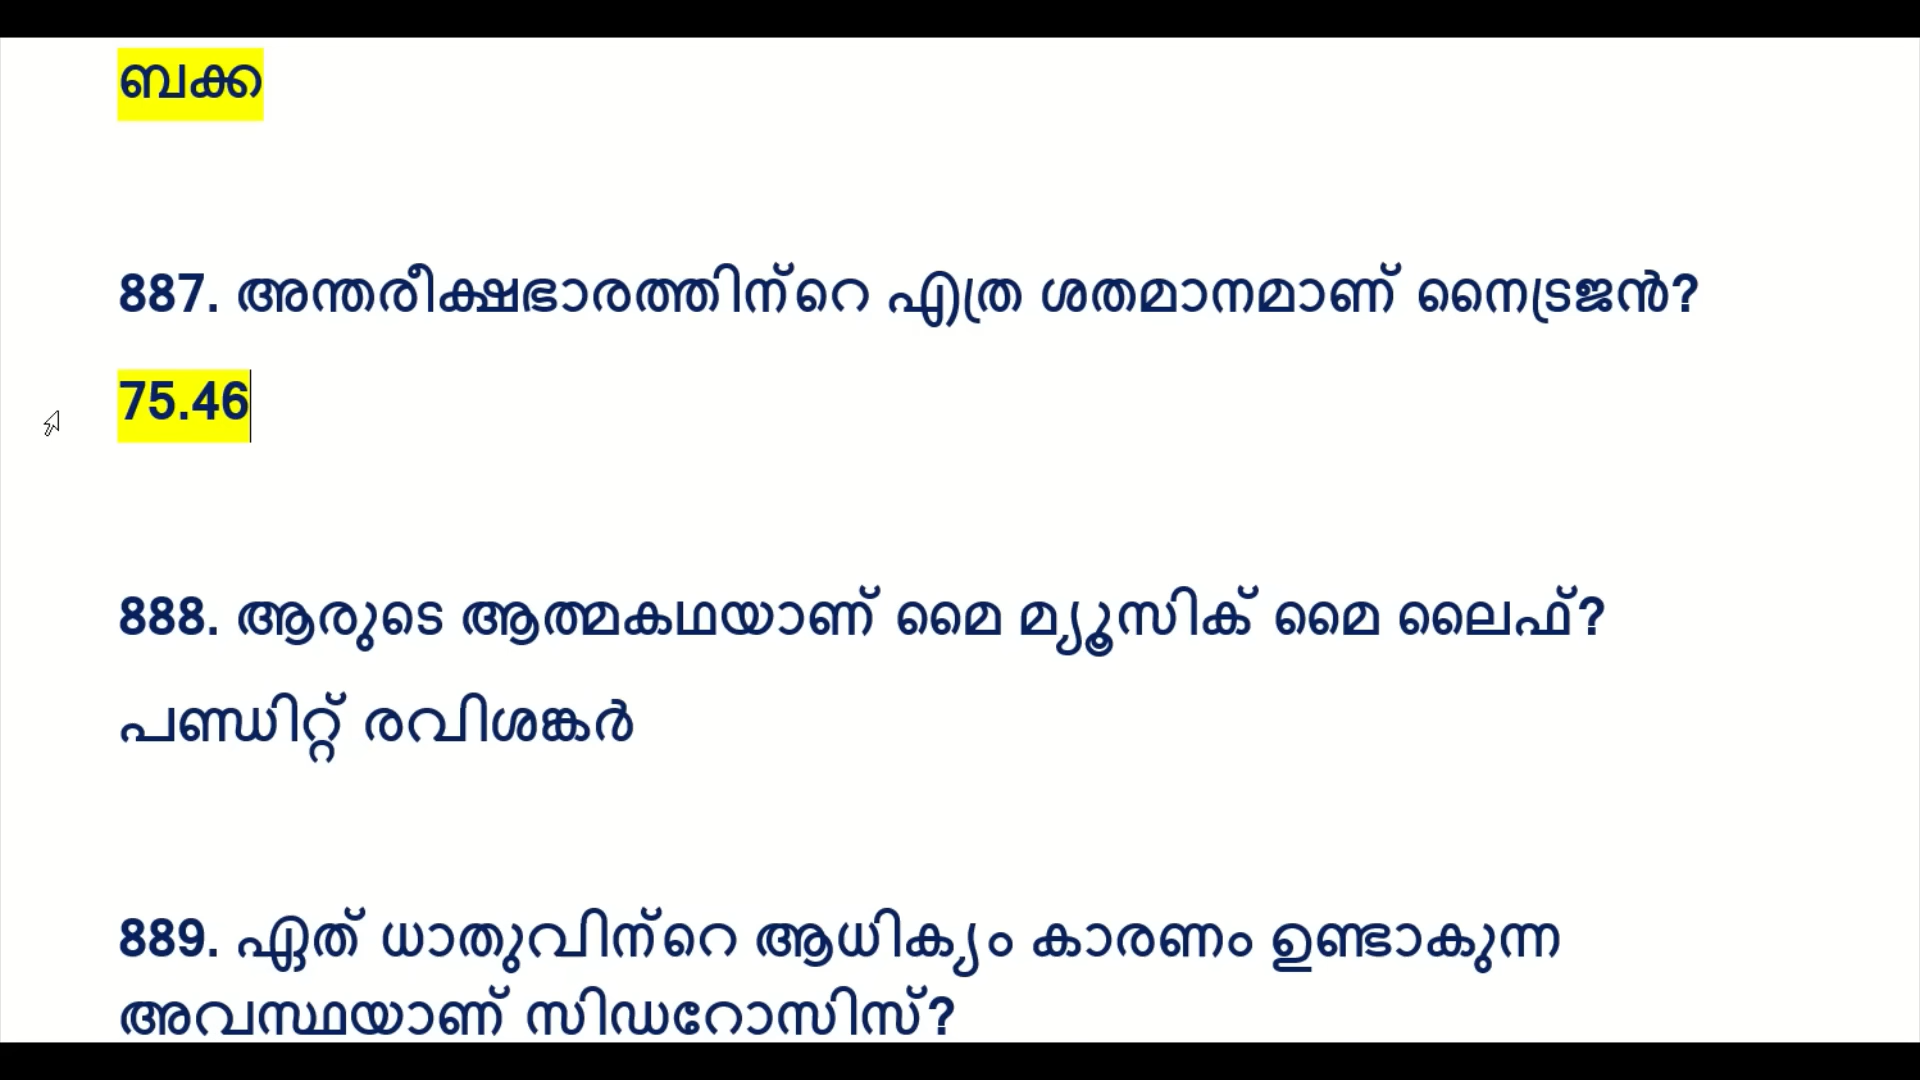 ബക്ക
887. അന്തരീക്ഷഭാരത്തിന്‍റെ എത്ര ശതമാനമാണ് നൈട്രജൻ?
75.46
888. ആരുടെ ആത്മകഥയാണ് മൈ മ്യൂസിക് മൈ ലൈഫ്?
പണ്ഡിറ്റ് രവിശങ്കർ
889. ഏത് ധാതുവിന്‍റെ ആധിക്യം കാരണം ഉണ്ടാകുന്ന
അവസ്ഥയാണ് സിഡറോസിസ്?